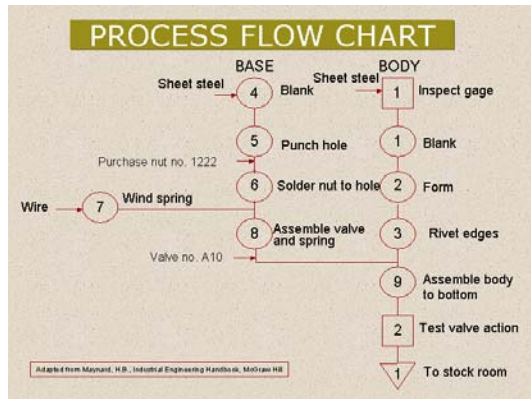 PROCESS FLOW CHART
BASE
BODY
Sheet steel
4
Blank
Sheet steel
1
Inspect gage
5
Punch hole
1
Blank
Purchase nut no. 1222
6
Solder nut to hole
2
Form
Wire
7
Wind spring
8
Assemble valve
and spring
3
Rivet edges
Valve no. A10
9
Assemble body
to bottom
2
Test valve action
1
To stock room
Adapted from Maynard, H.B., Industrial Engineering Handbook, McGraw Hill